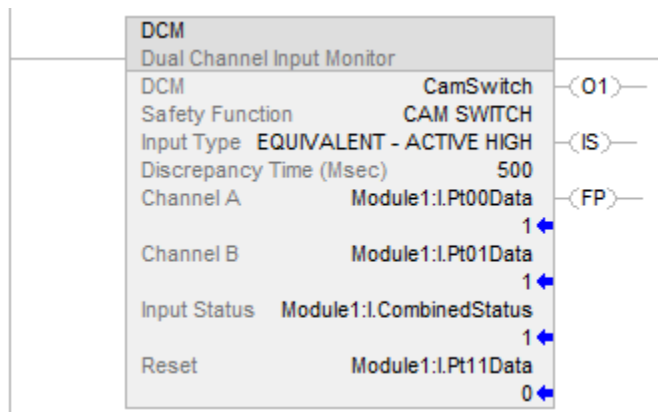 DCM
Dual Channel Input Monitor
DCM CamSwitch (O1)
Safety Function CAM SWITCH
Input Type EQUIVALENT - ACTIVE HIGH (IS)
Discrepancy Time (Msec) 500
Channel A Module1:I.Pt00Data (FP)
1
Channel B Module1:I.Pt01Data
1
Input Status Module1:I.CombinedStatus
1
Reset Module1:I.Pt11Data
0